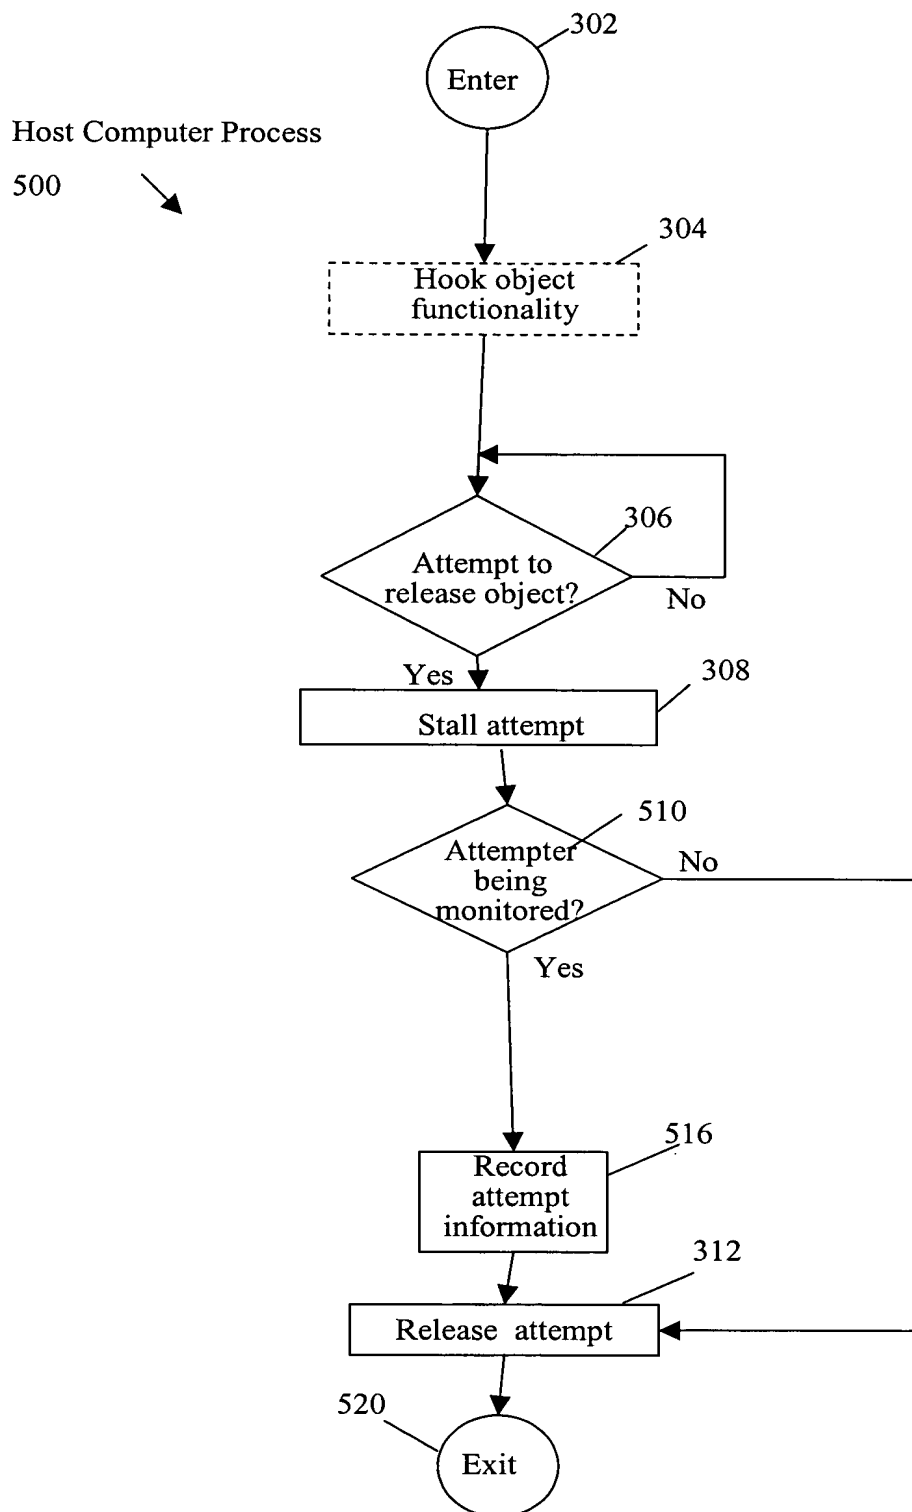 302
Enter
Host Computer Process
500
304
Hook object
functionality
306
Attempt to
release object?
No
Yes
308
Stall attempt
510
Attempter
being
monitored?
No
Yes
516
Record
attempt
information
312
Release attempt
520
Exit